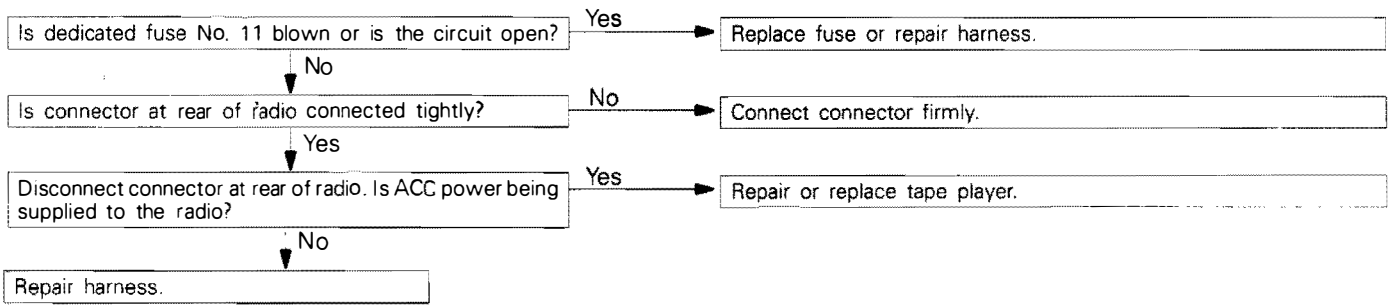 Is dedicated fuse No. 11 blown or is the circuit open?
Yes
Replace fuse or repair harness.
No
Is connector at rear of radio connected tightly?
No
Connect connector firmly.
Yes
Disconnect connector at rear of radio. Is ACC power being
supplied to the radio?
Yes
Repair or replace tape player.
No
Repair harness.